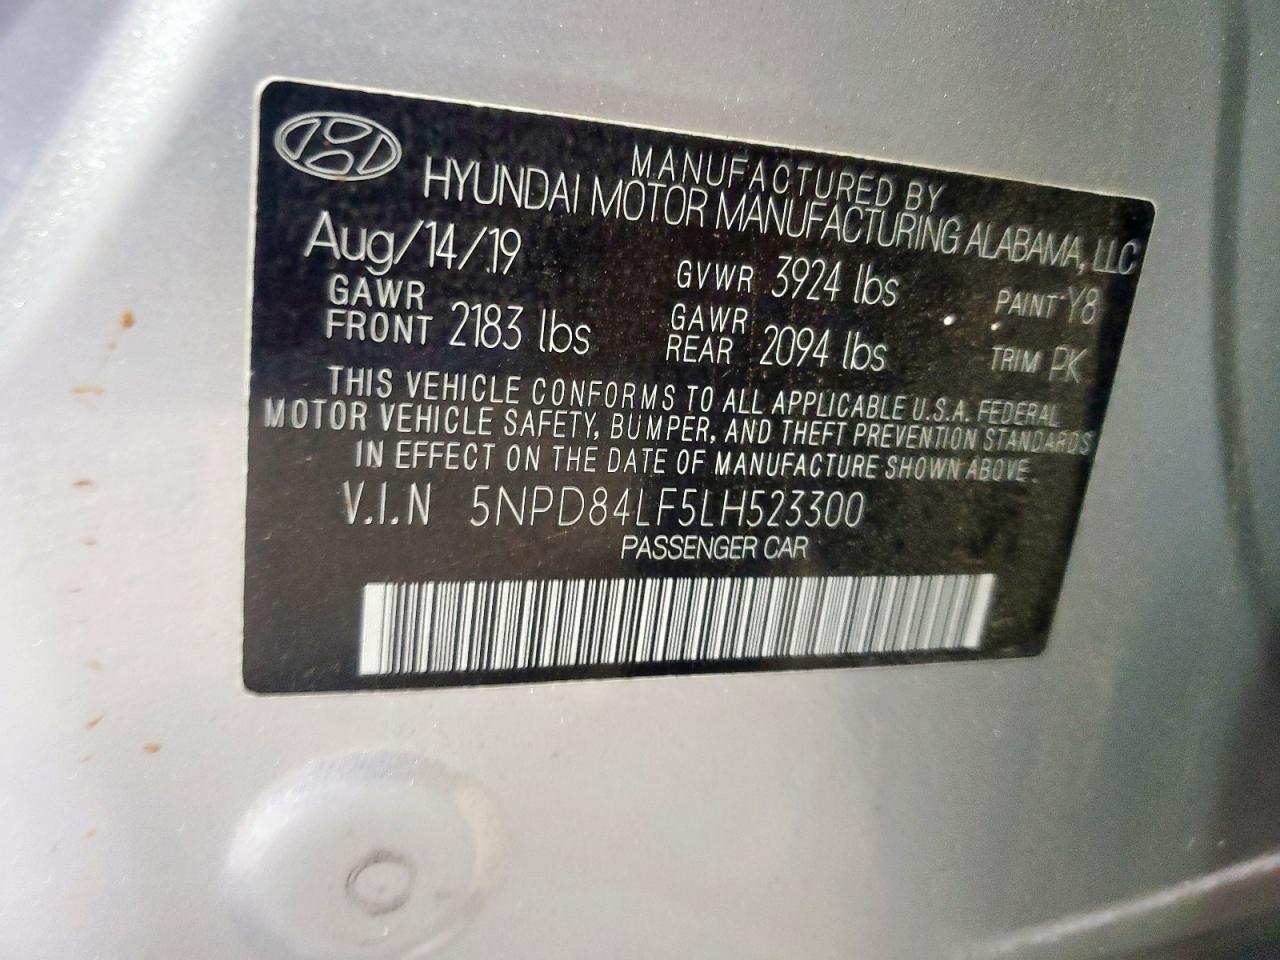 MANUFACTURED BY
HYUNDAI MOTOR MANUFACTURING ALABAMA, LLC
Aug/14/19 GVWR 3924 lbs PAINT Y8
GAWR FRONT 2183 lbs GAWR REAR 2094 lbs TRIM PK
THIS VEHICLE CONFORMS TO ALL APPLICABLE U.S.A. FEDERAL
MOTOR VEHICLE SAFETY, BUMPER, AND THEFT PREVENTION STANDARDS
IN EFFECT ON THE DATE OF MANUFACTURE SHOWN ABOVE.
V.I.N 5NPD84LF5LH523300
PASSENGER CAR